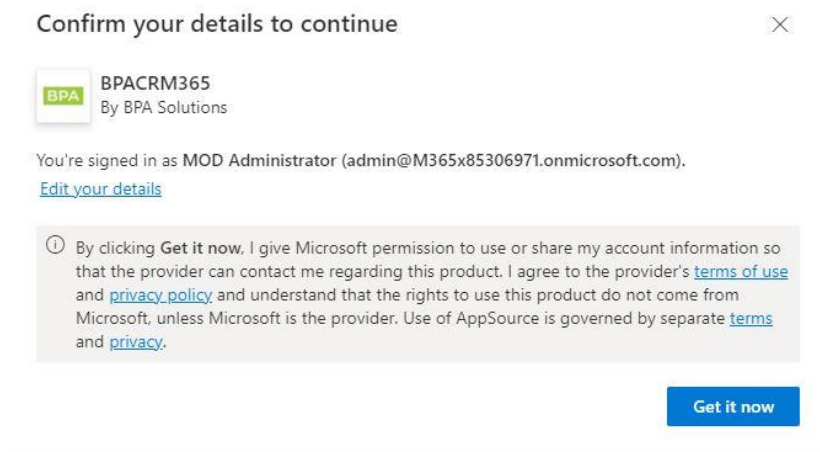 Confirm your details to continue
BPA
BPACRM365
By BPA Solutions
You're signed in as MOD Administrator (admin@M365x85306971.onmicrosoft.com).
Edit your details
By clicking Get it now, I give Microsoft permission to use or share my account information so
that the provider can contact me regarding this product. I agree to the provider's terms of use
and privacy policy and understand that the rights to use this product do not come from
Microsoft, unless Microsoft is the provider. Use of AppSource is governed by separate terms
and privacy.
Get it now